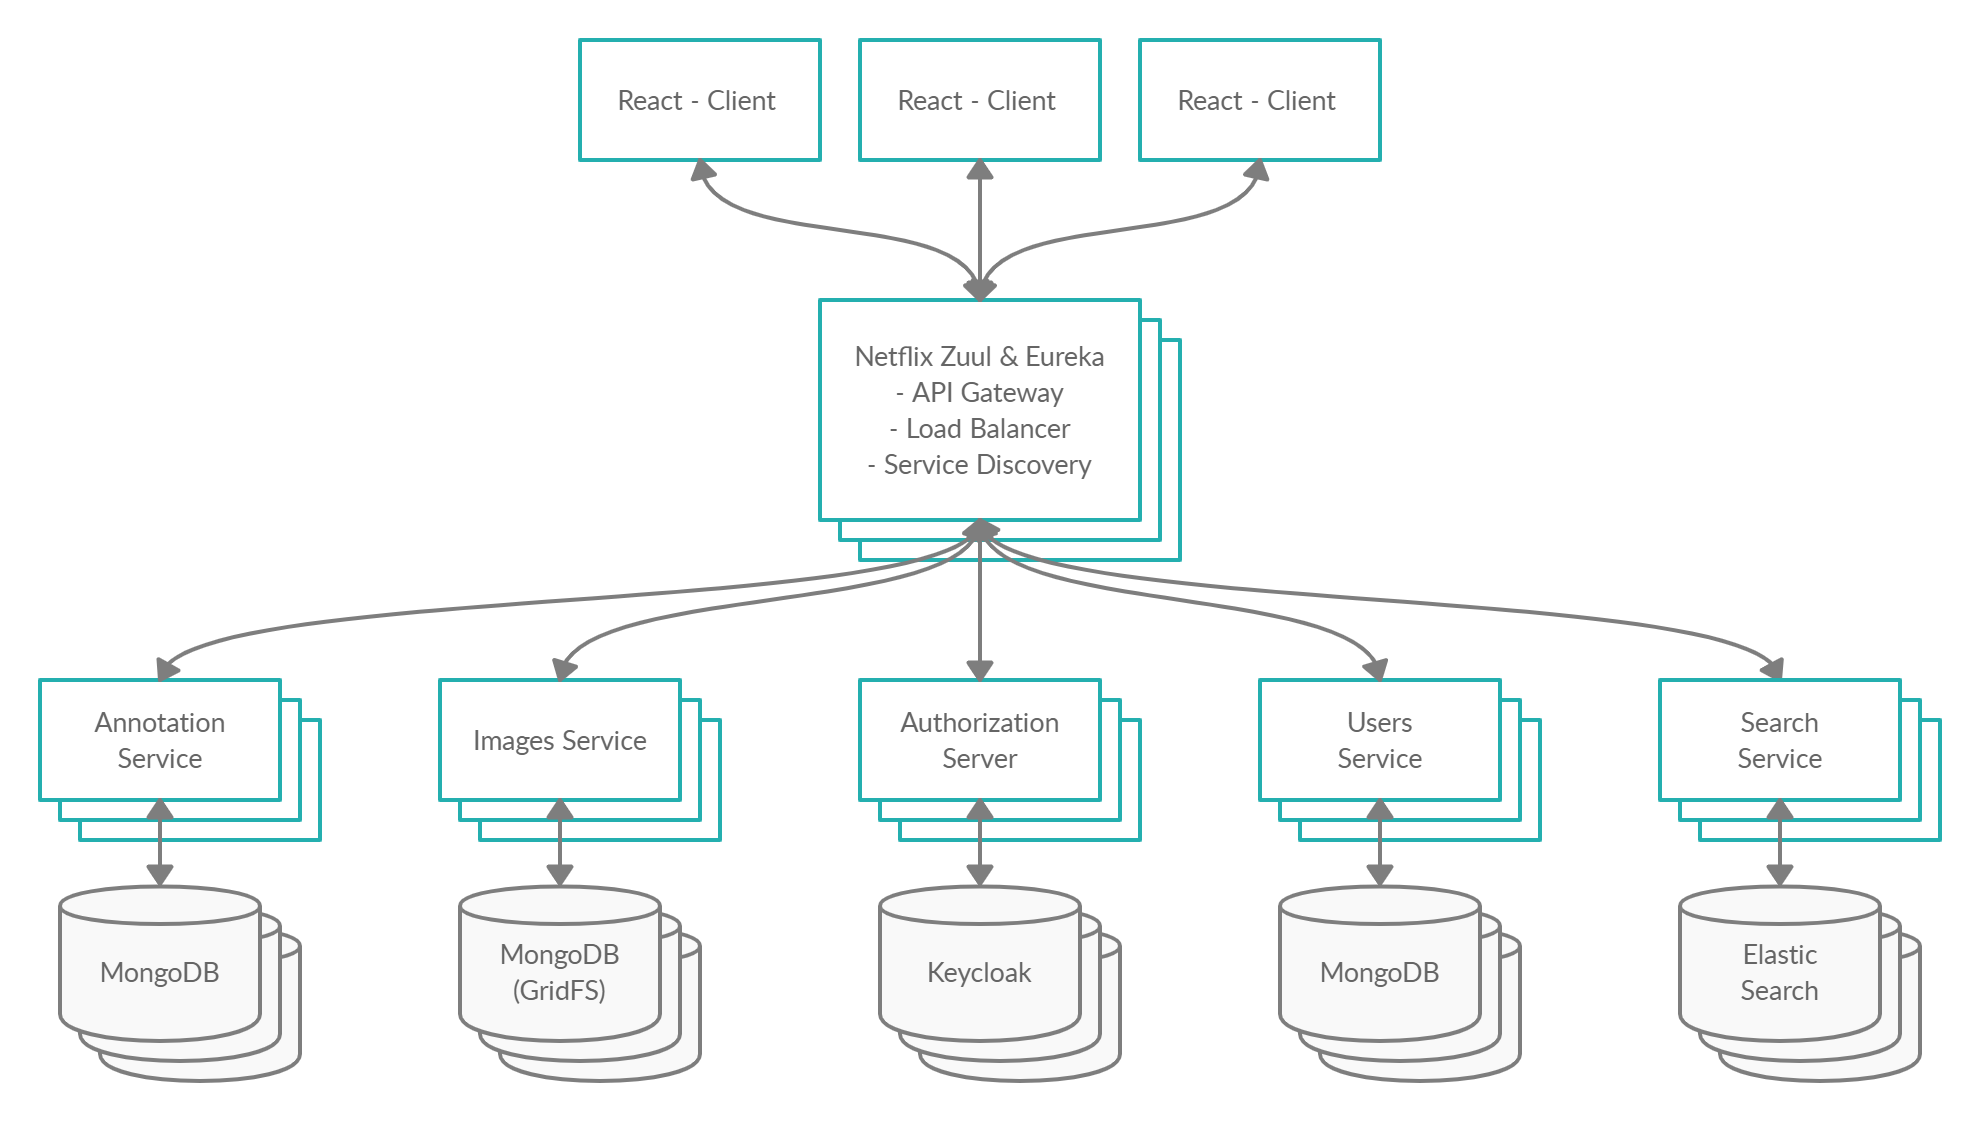 React - Client
React - Client
React - Client
Netflix Zuul & Eureka
- API Gateway
- Load Balancer
- Service Discovery
Annotation
Service
Images Service
Authorization
Server
Users
Service
Search
Service
MongoDB
MongoDB
(GridFS)
Keycloak
MongoDB
Elastic
Search